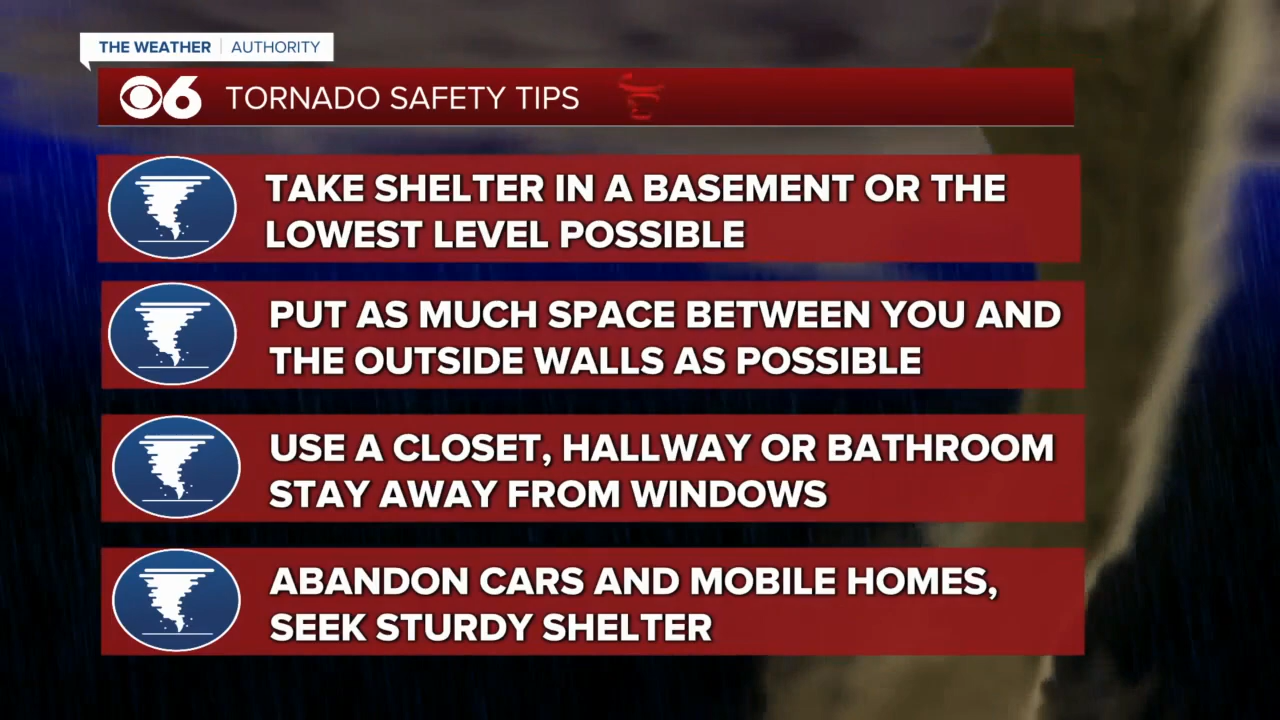 THE WEATHER | AUTHORITY
6 TORNADO SAFETY TIPS
TAKE SHELTER IN A BASEMENT OR THE
LOWEST LEVEL POSSIBLE
PUT AS MUCH SPACE BETWEEN YOU AND
THE OUTSIDE WALLS AS POSSIBLE
USE A CLOSET, HALLWAY OR BATHROOM
STAY AWAY FROM WINDOWS
ABANDON CARS AND MOBILE HOMES,
SEEK STURDY SHELTER